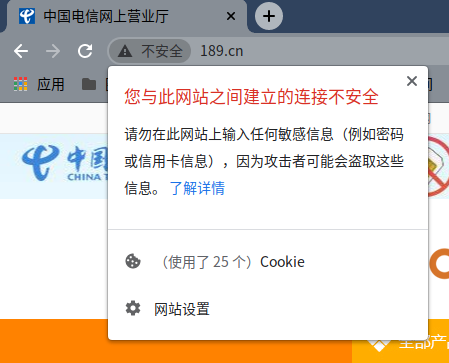 中国电信网上营业厅
不安全 189.cn
应用
您与此网站之间建立的连接不安全
请勿在此网站上输入任何敏感信息（例如密码
或信用卡信息），因为攻击者可能会盗取这些
信息。 了解详情
中国
CHINA T
（使用了 25 个）Cookie
网站设置
全部产品